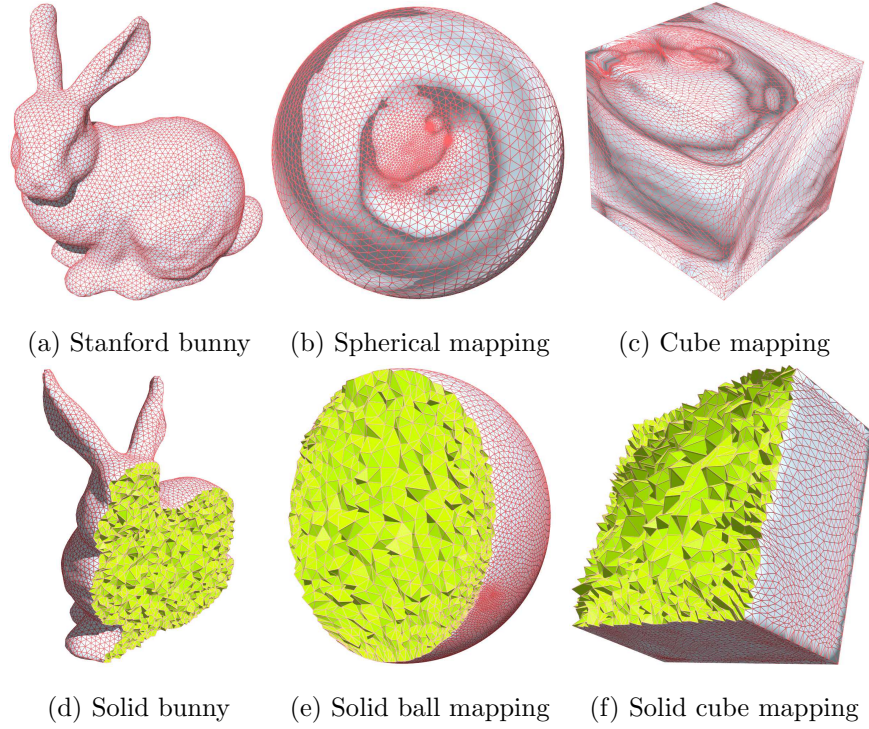 (a) Stanford bunny
(b) Spherical mapping
(c) Cube mapping
(d) Solid bunny
(e) Solid ball mapping
(f) Solid cube mapping